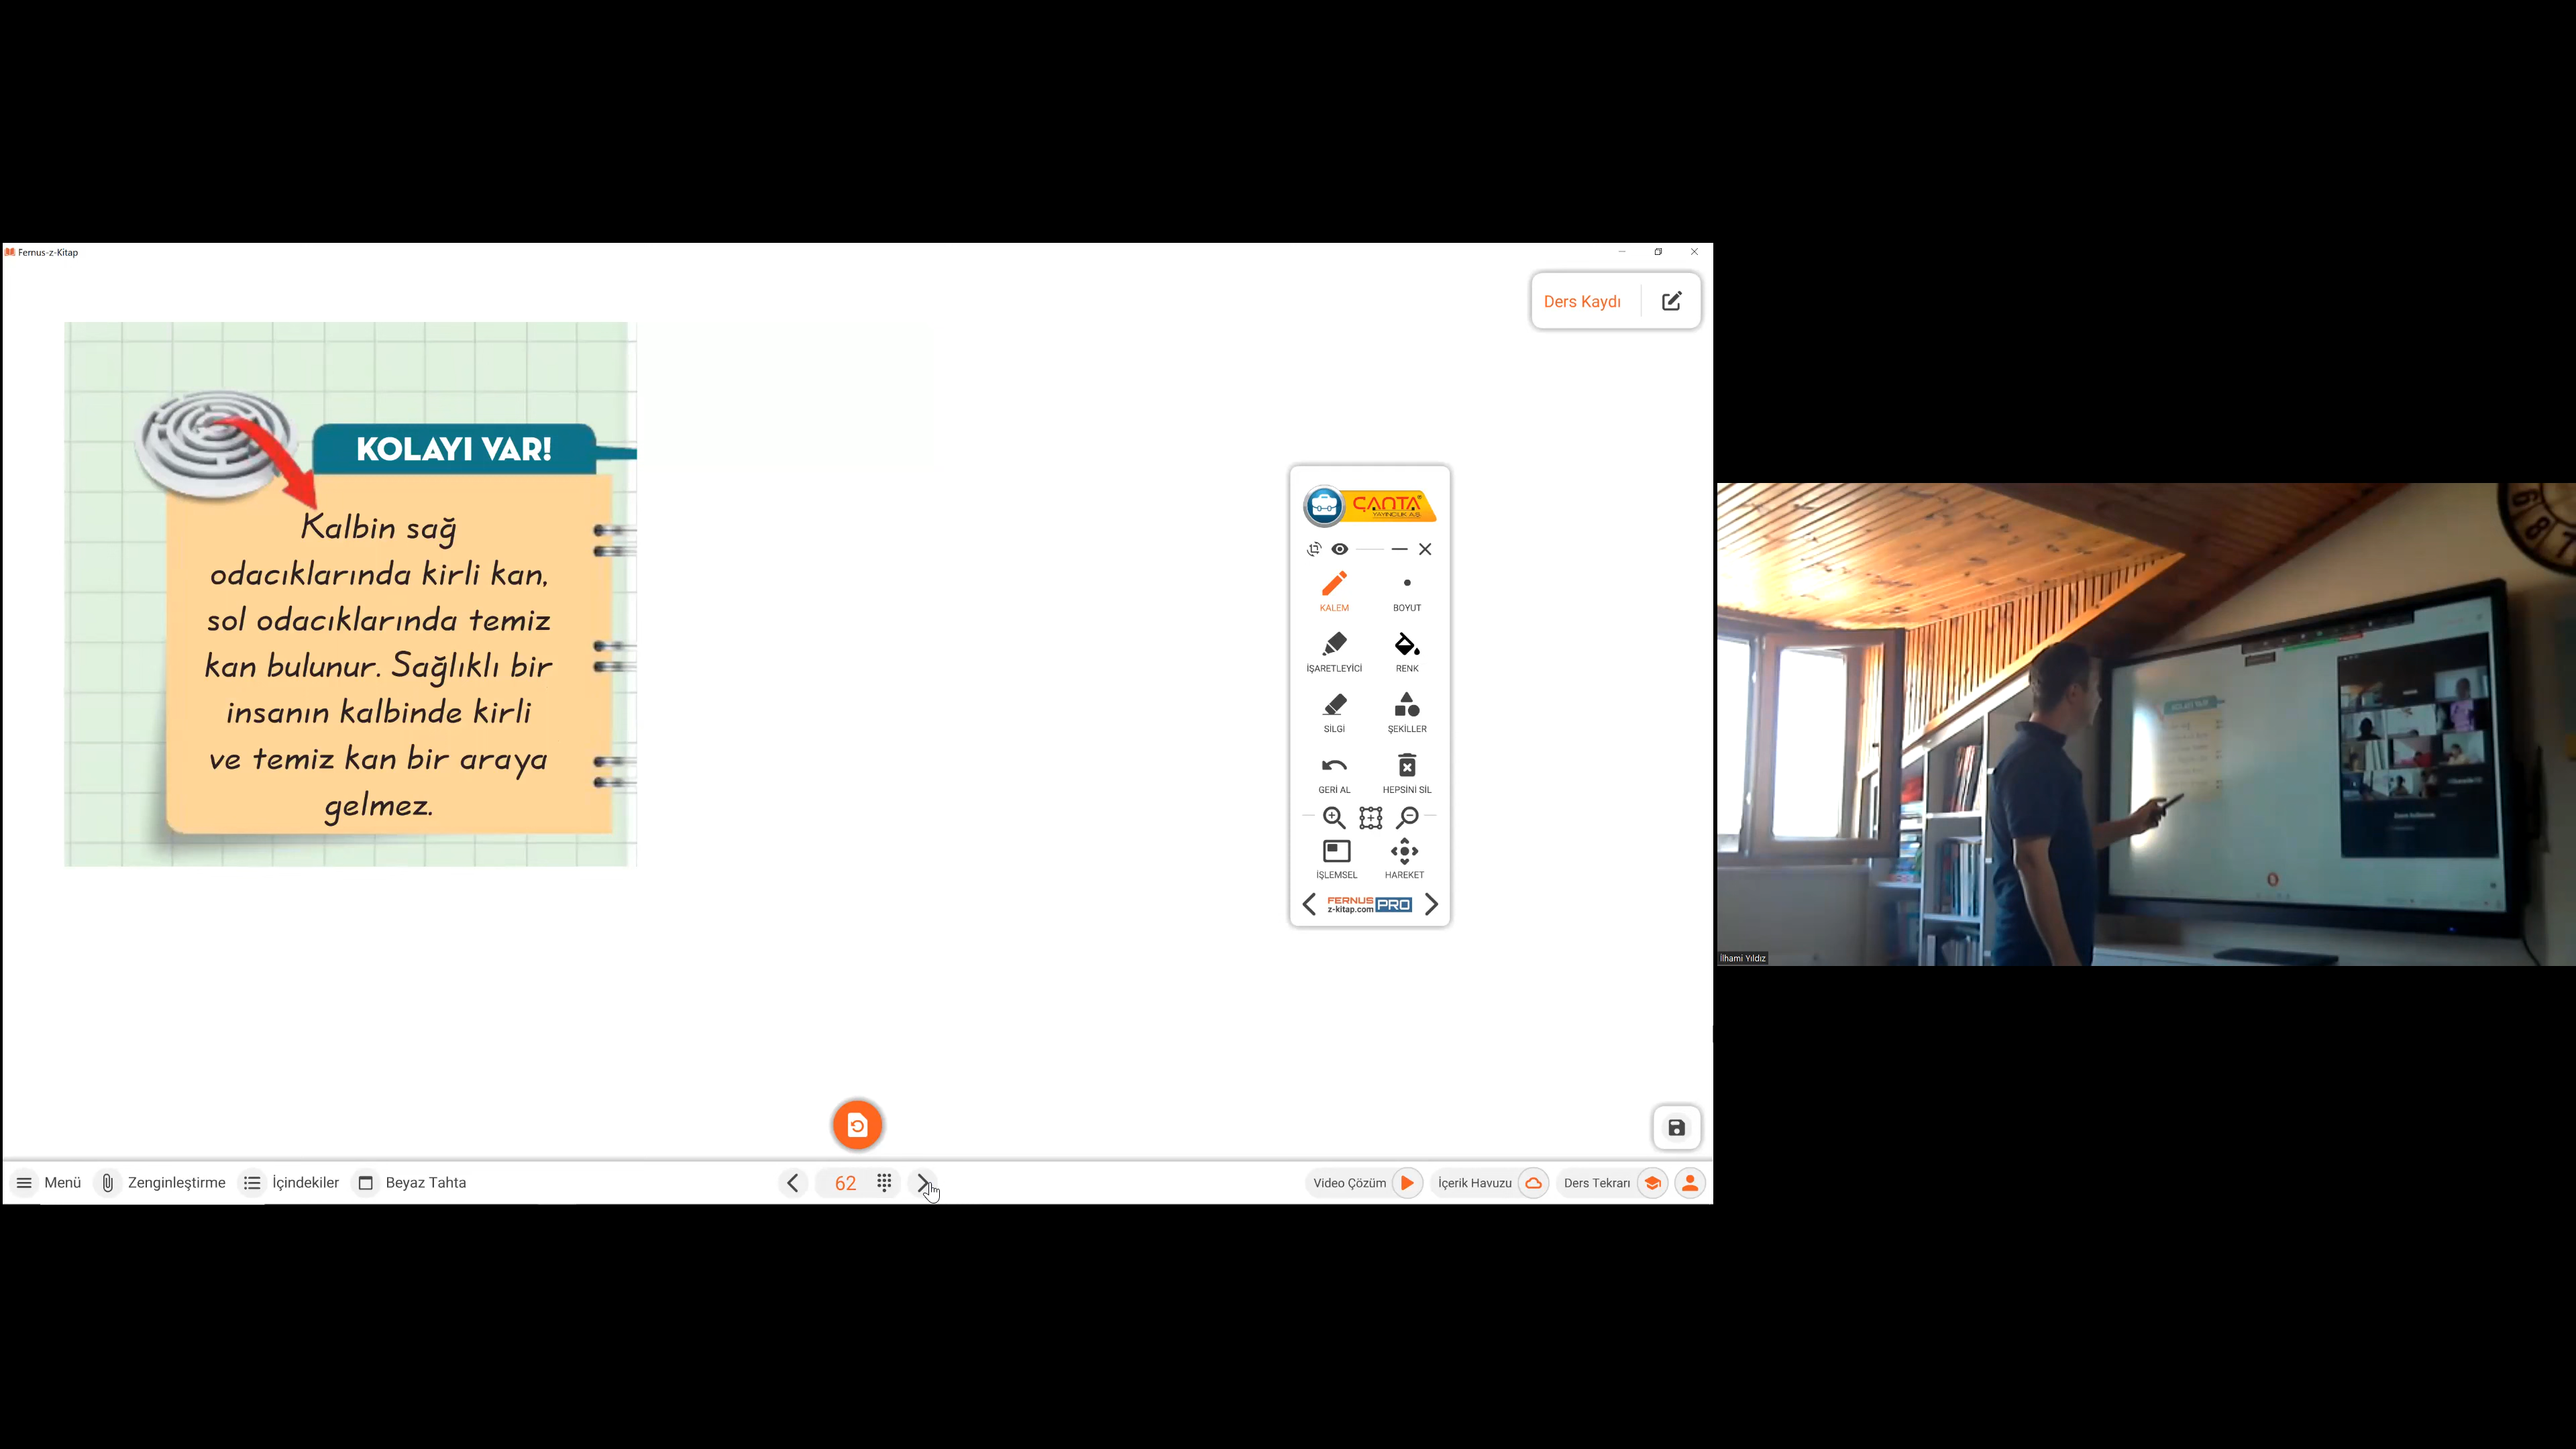 Fernus-z-Kitap
Ders Kaydı
KOLAYI VAR!
Kalbin sağ
odacıklarında kirli kan,
sol odacıklarında temiz
kan bulunur. Sağlıklı bir
insanın kalbinde kirli
ve temiz kan bir araya
gelmez.
ÇANTA
YAYINCILIK A.Ş.
KALEM
BOYUT
İŞARETLEYİCİ
RENK
SİLGİ
ŞEKİLLER
GERİ AL
HEPSİNİ SİL
İŞLEMSEL
HAREKET
FERNUS
z-kitap.com
PRO
KOLAYI VAR!
İlhami Yıldız
Menü
Zenginleştirme
İçindekiler
Beyaz Tahta
62
Video Çözüm
İçerik Havuzu
Ders Tekrarı